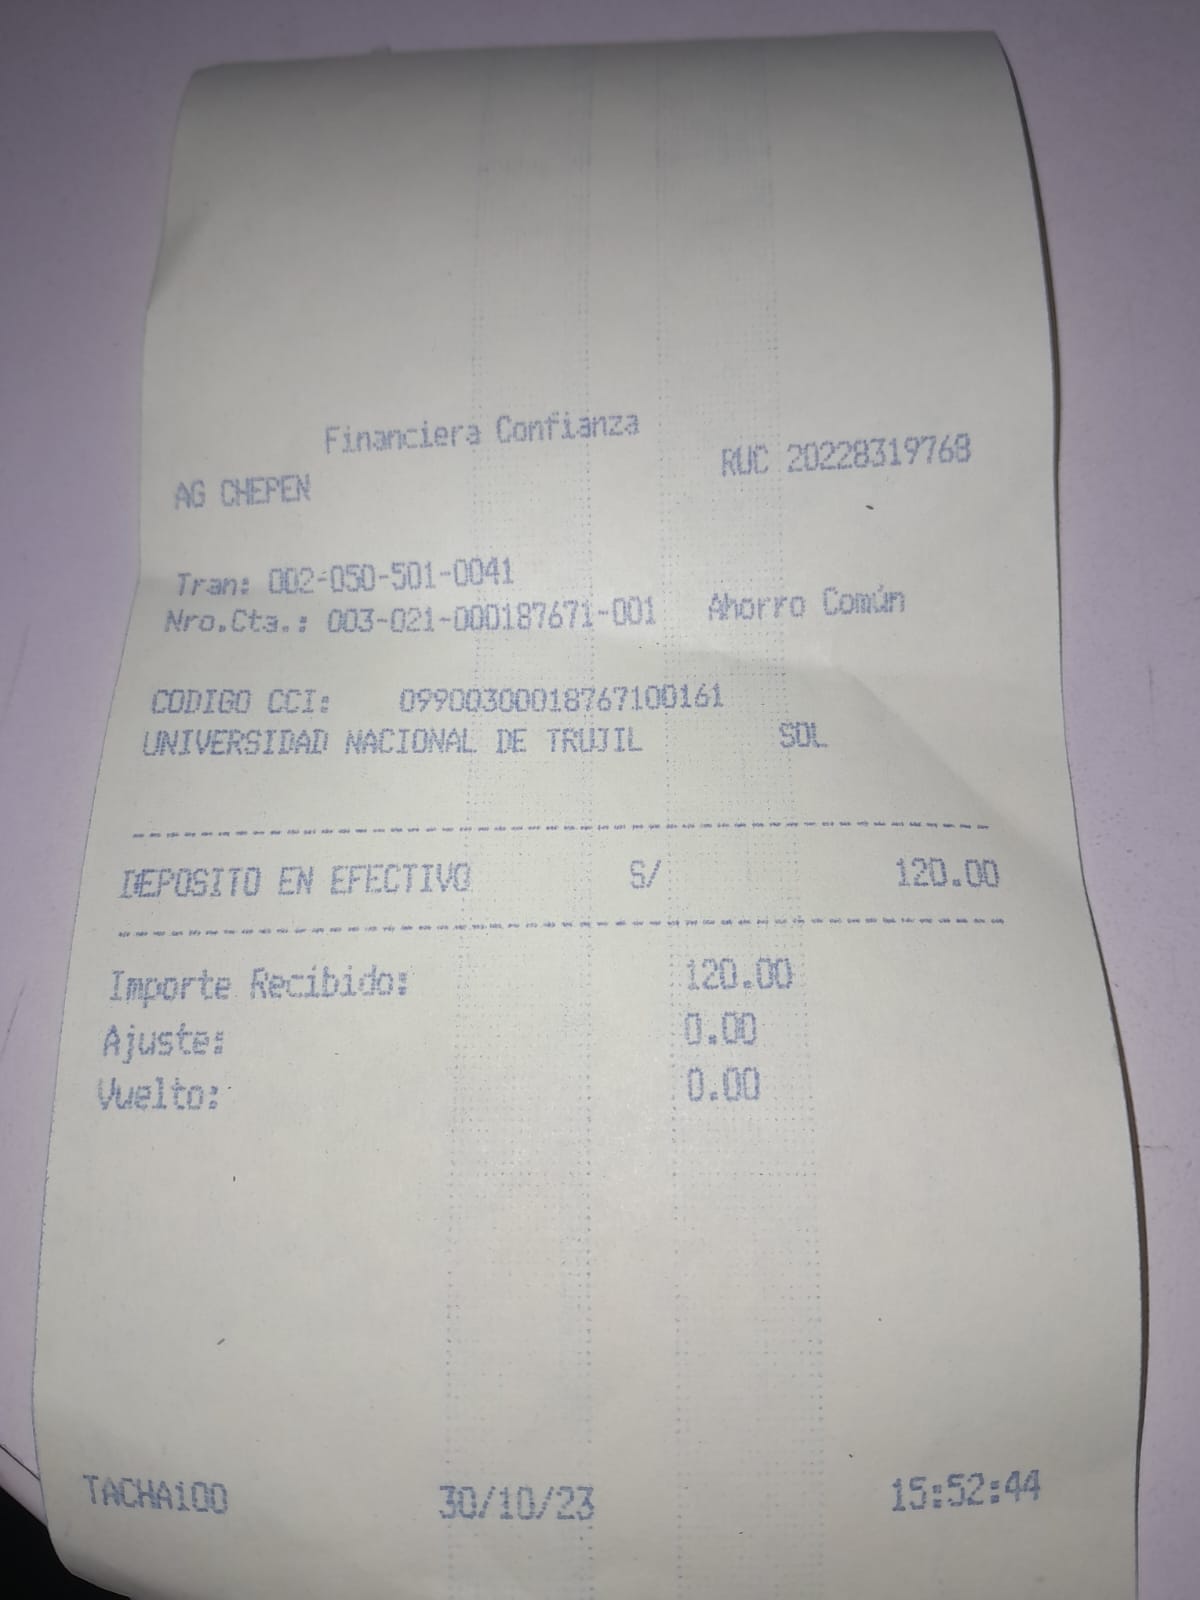 Financiera Confianza
RUC 20228319768
AG CHEPEN
Tran: 002-050-501-0041
Nro.Cta.: 003-021-000187671-001 Ahorro Común
CODIGO CCI: 09900300018767100161
UNIVERSIDAD NACIONAL DE TRUJIL SOL
DEPOSITO EN EFECTIVO S/ 120.00
Importe Recibido: 120.00
Ajuste: 0.00
Vuelto: 0.00
TACHA100 30/10/23 15:52:44